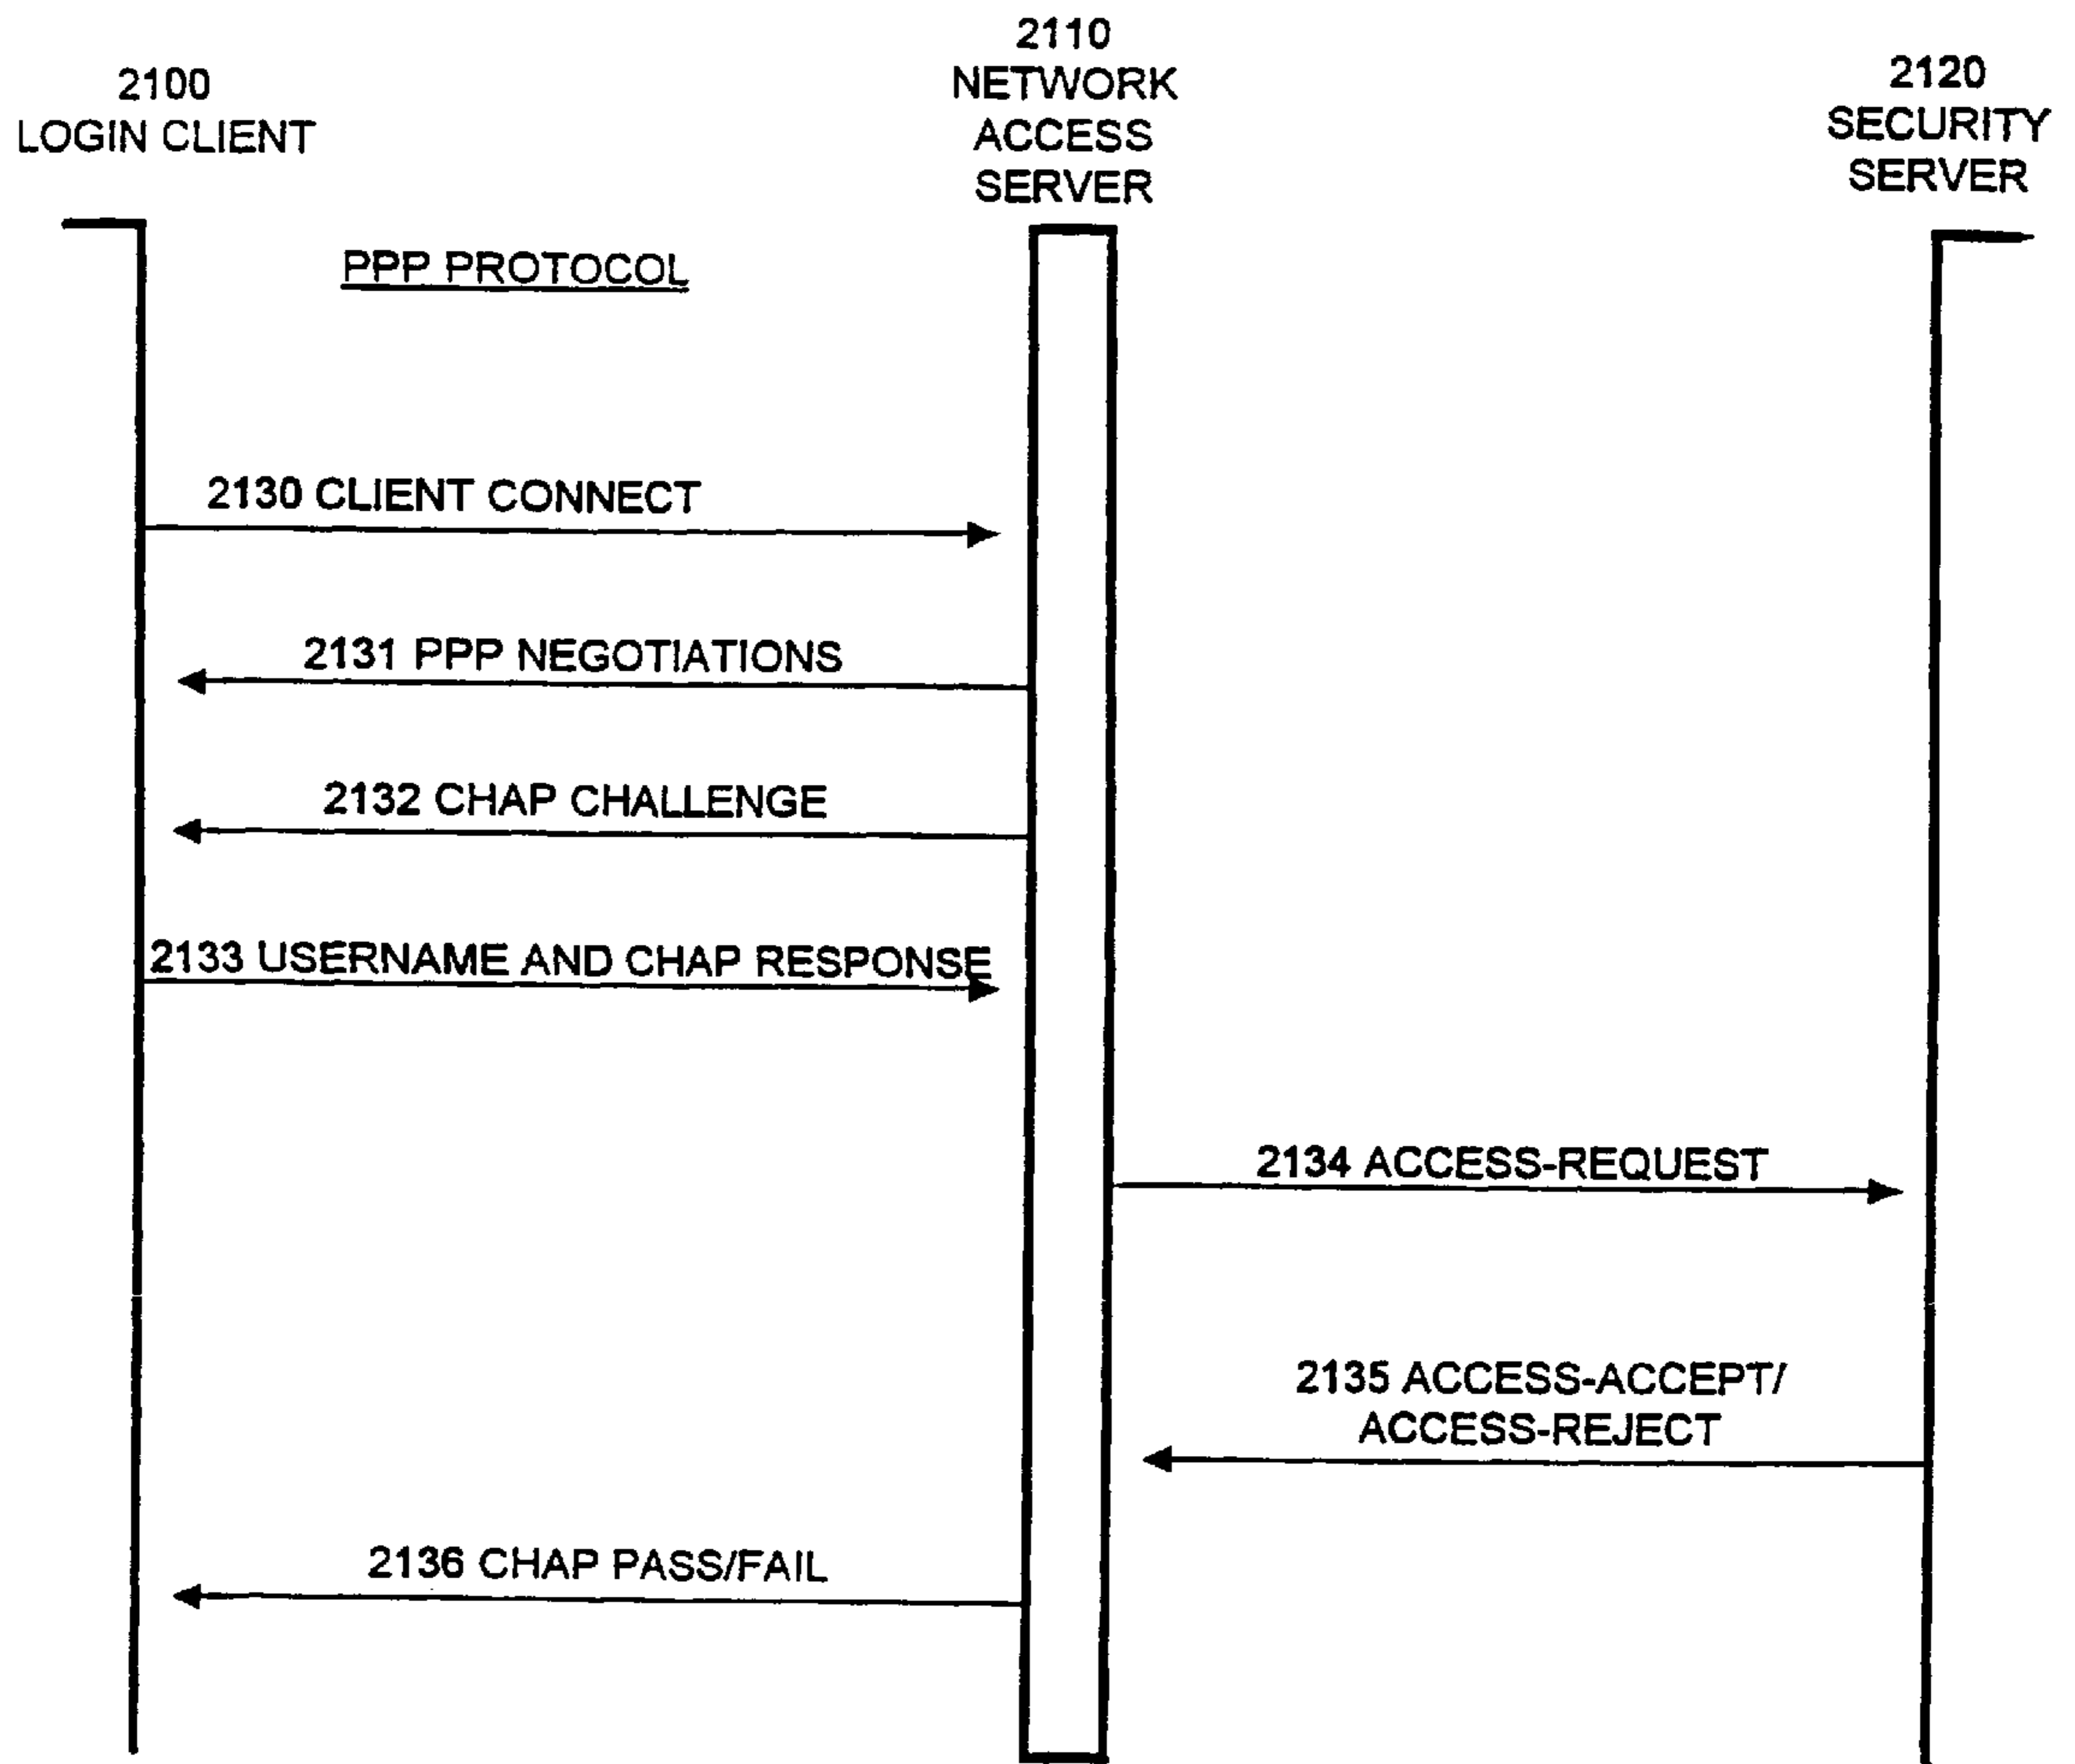 2100
LOGIN CLIENT
2110
NETWORK
ACCESS
SERVER
2120
SECURITY
SERVER
PPP PROTOCOL
2130 CLIENT CONNECT
2131 PPP NEGOTIATIONS
2132 CHAP CHALLENGE
2133 USERNAME AND CHAP RESPONSE
2134 ACCESS-REQUEST
2135 ACCESS-ACCEPT/
ACCESS-REJECT
2136 CHAP PASS/FAIL